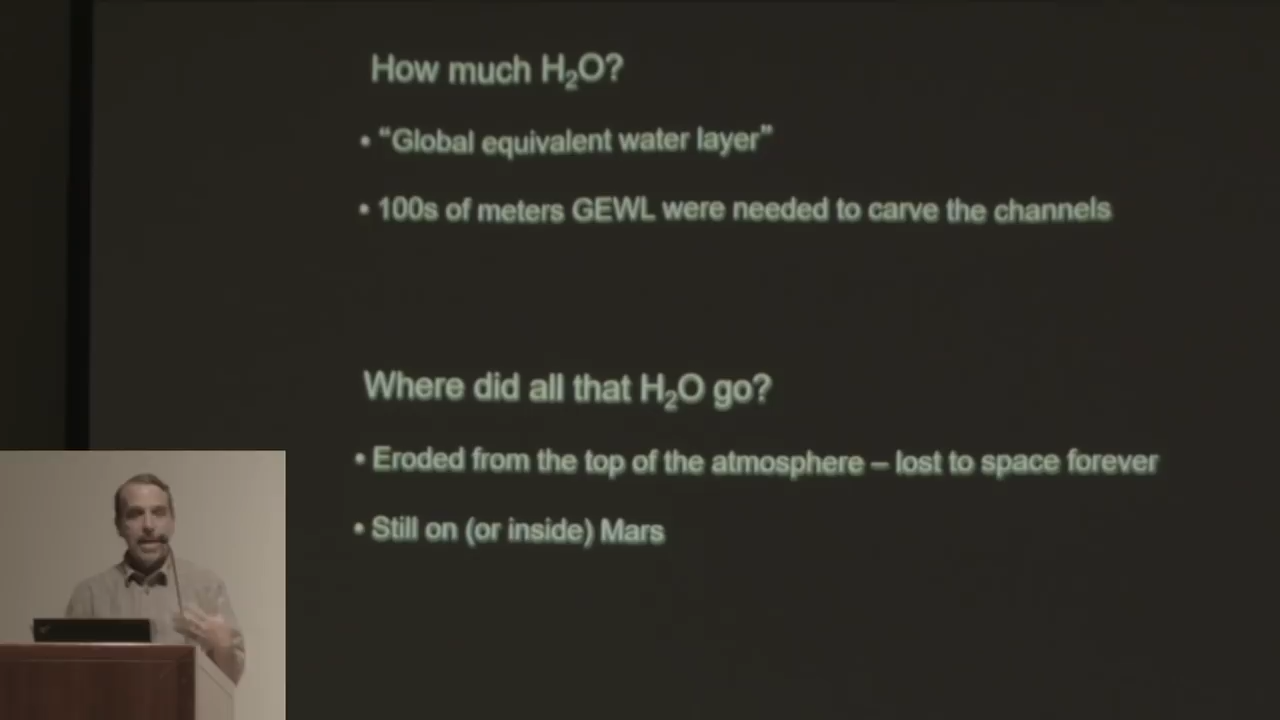 How much H₂O?
• “Global equivalent water layer”
• 100s of meters GEWL were needed to carve the channels
Where did all that H₂O go?
• Eroded from the top of the atmosphere – lost to space forever
• Still on (or inside) Mars